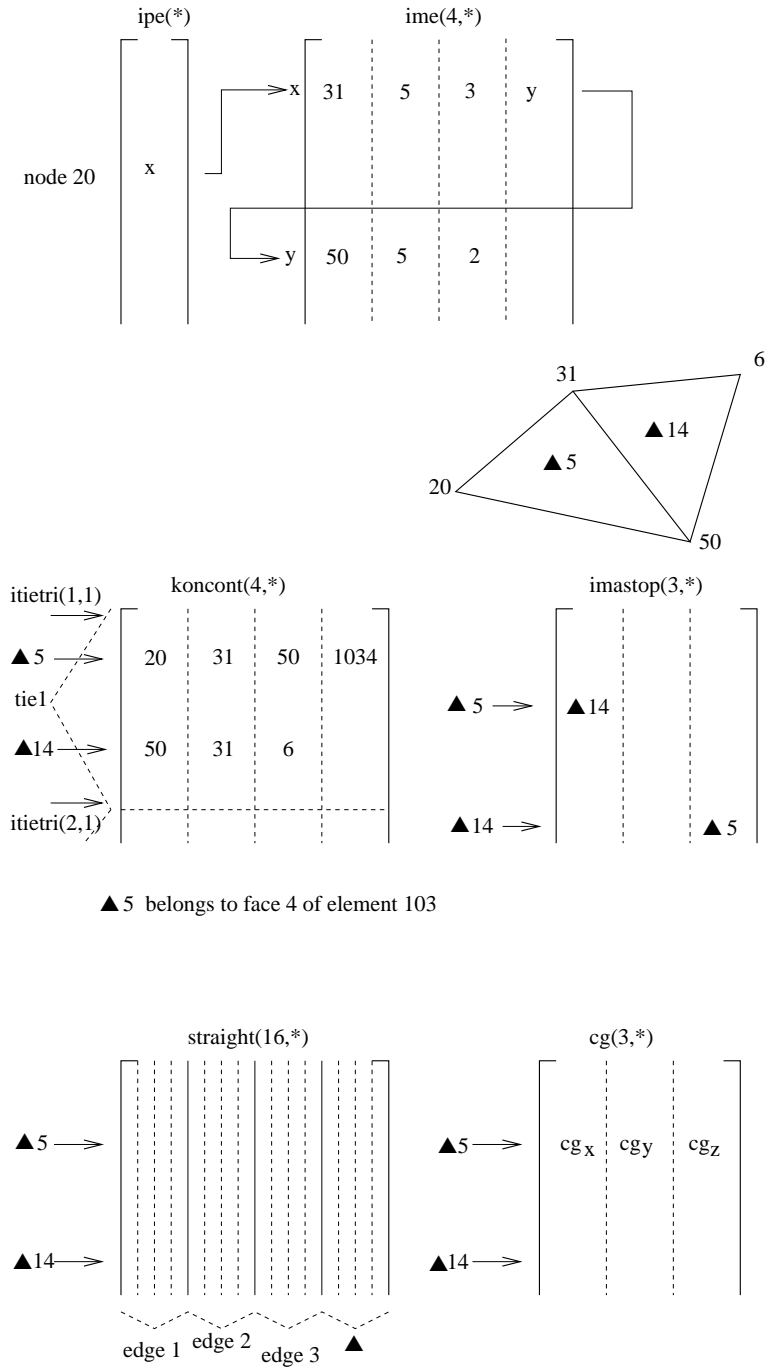 ipe(*) ime(4,*)
x 31 5 3 y
node 20 x
y 50 5 2
6
31
▲14
▲5
20
50
itietri(1,1) koncont(4,*) imastop(3,*)
▲5 20 31 50 1034
tie1 ▲5 ▲14
▲14 50 31 6
itietri(2,1) ▲14 ▲5
▲5 belongs to face 4 of element 103
straight(16,*) cg(3,*)
▲5 ▲5 cgx cgy cgz
▲14 ▲14
edge 1 edge 2 edge 3 ▲